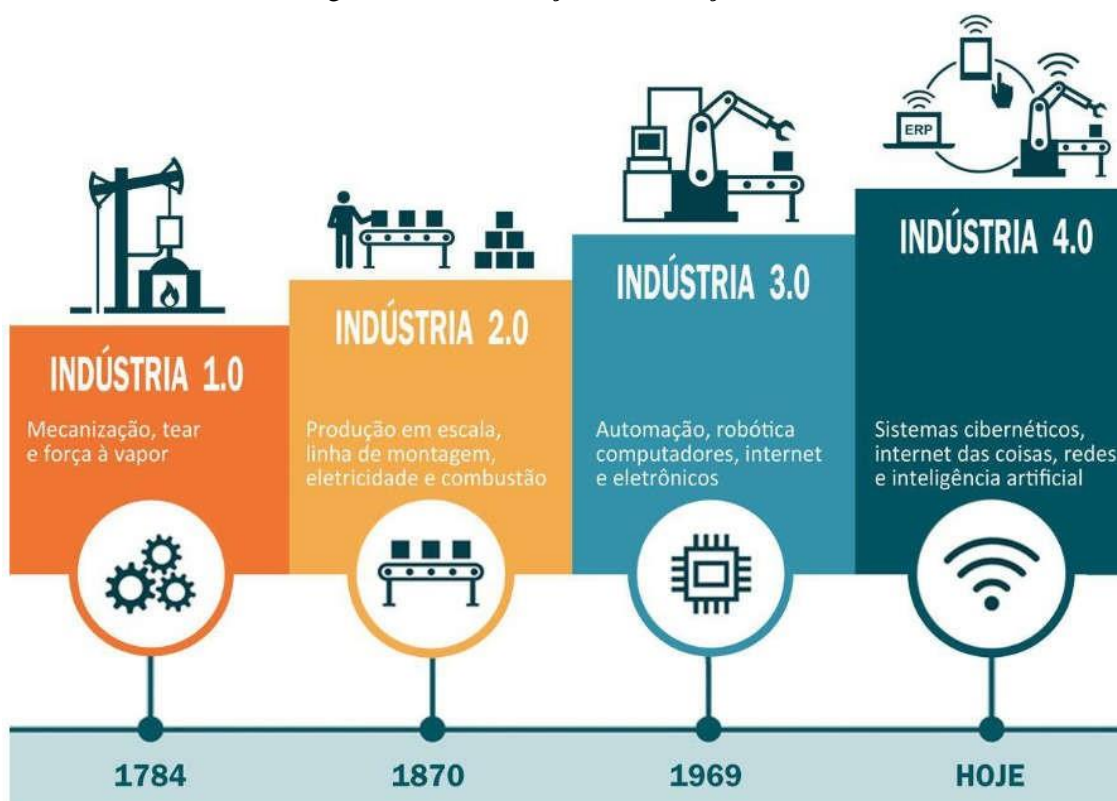 ERP
INDÚSTRIA 1.0
Mecanização, tear
e força à vapor
INDÚSTRIA 2.0
Produção em escala,
linha de montagem,
eletricidade e combustão
INDÚSTRIA 3.0
Automação, robótica
computadores, internet
e eletrônicos
INDÚSTRIA 4.0
Sistemas cibernéticos,
internet das coisas, redes
e inteligência artificial
1784
1870
1969
HOJE